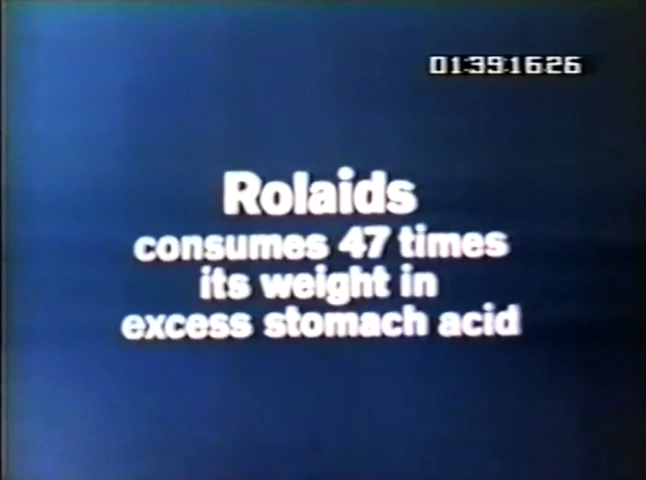 01:39:16:26
Rolaids
consumes 47 times
its weight in
excess stomach acid